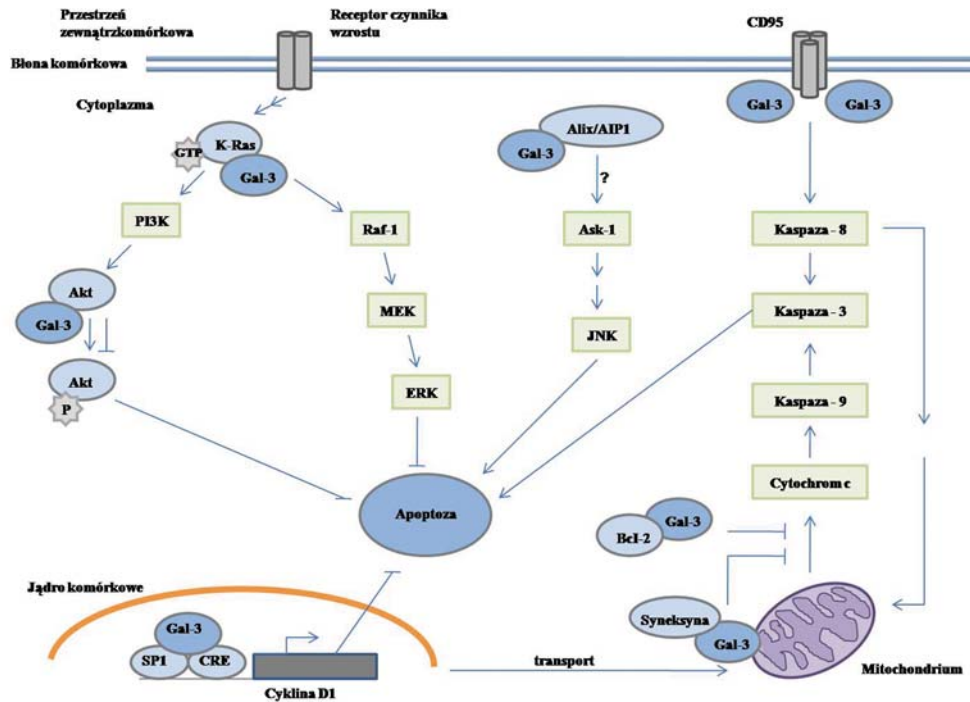 Przestrzeń
zewnątrzkomórkowa
Receptor czynnika
wzrostu
CD95
Błona komórkowa
Cytoplazma
Gal-3
Gal-3
GTP
K-Ras
Gal-3
Alix/AIP1
Gal-3
?
PI3K
Raf-1
Ask-1
Kaspaza - 8
Akt
Gal-3
MEK
JNK
Kaspaza - 3
Akt
P
ERK
Kaspaza - 9
Apoptoza
Cytochrom c
Bcl-2
Gal-3
Jądro komórkowe
Gal-3
SP1
CRE
Cyklina D1
transport
Syneksyna
Gal-3
Mitochondrium